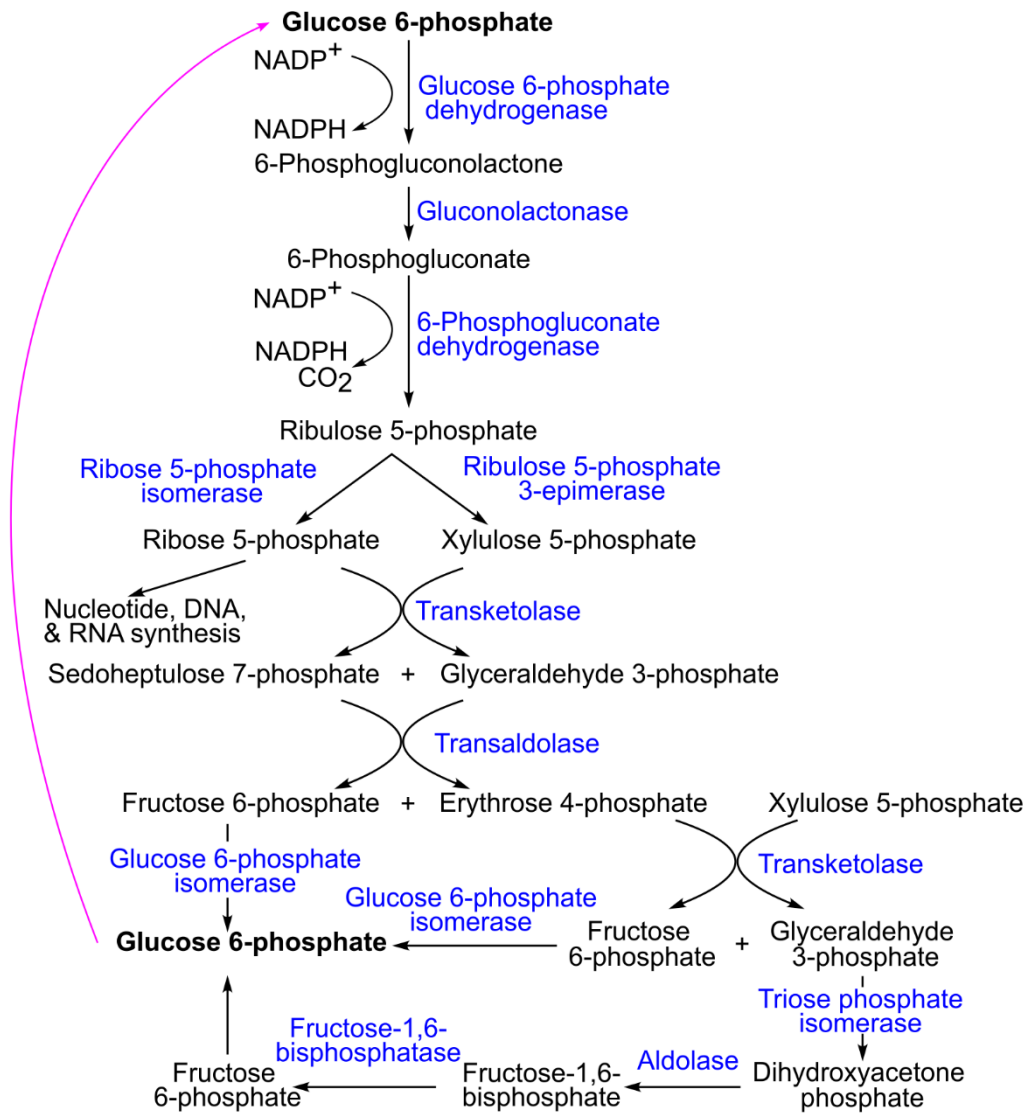 Glucose 6-phosphate
NADP+
Glucose 6-phosphate
dehydrogenase
NADPH
6-Phosphogluconolactone
Gluconolactonase
6-Phosphogluconate
NADP+
6-Phosphogluconate
dehydrogenase
NADPH
CO2
Ribulose 5-phosphate
Ribose 5-phosphate
isomerase
Ribulose 5-phosphate
3-epimerase
Ribose 5-phosphate
Xylulose 5-phosphate
Nucleotide, DNA,
& RNA synthesis
Transketolase
Sedoheptulose 7-phosphate + Glyceraldehyde 3-phosphate
Transaldolase
Fructose 6-phosphate + Erythrose 4-phosphate
Xylulose 5-phosphate
Glucose 6-phosphate
isomerase
Transketolase
Glucose 6-phosphate
isomerase
Glucose 6-phosphate
Fructose
6-phosphate
+
Glyceraldehyde
3-phosphate
Triose phosphate
isomerase
Fructose-1,6-
bisphosphatase
Aldolase
Fructose
6-phosphate
Fructose-1,6-
bisphosphate
Dihydroxyacetone
phosphate